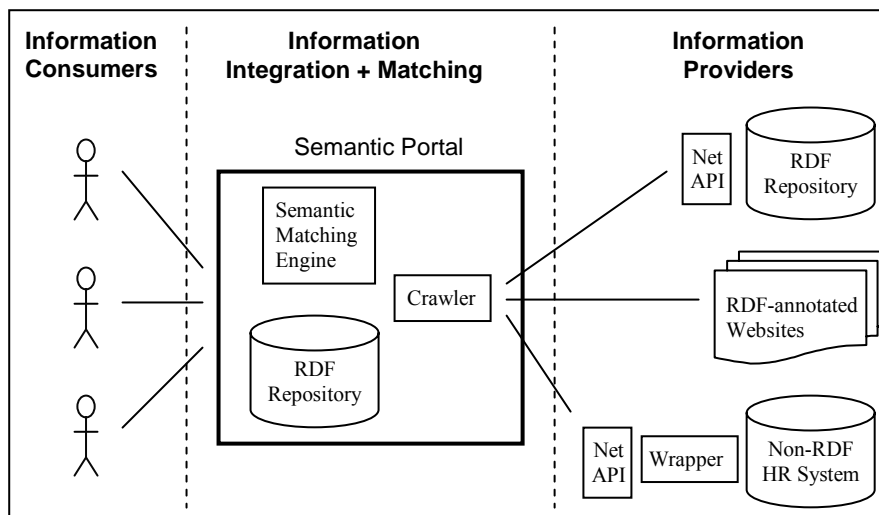 Information
Consumers
Information
Integration + Matching
Information
Providers
Semantic Portal
Semantic
Matching
Engine
Crawler
RDF
Repository
Net
API
RDF
Repository
RDF-annotated
Websites
Net
API
Wrapper
Non-RDF
HR System